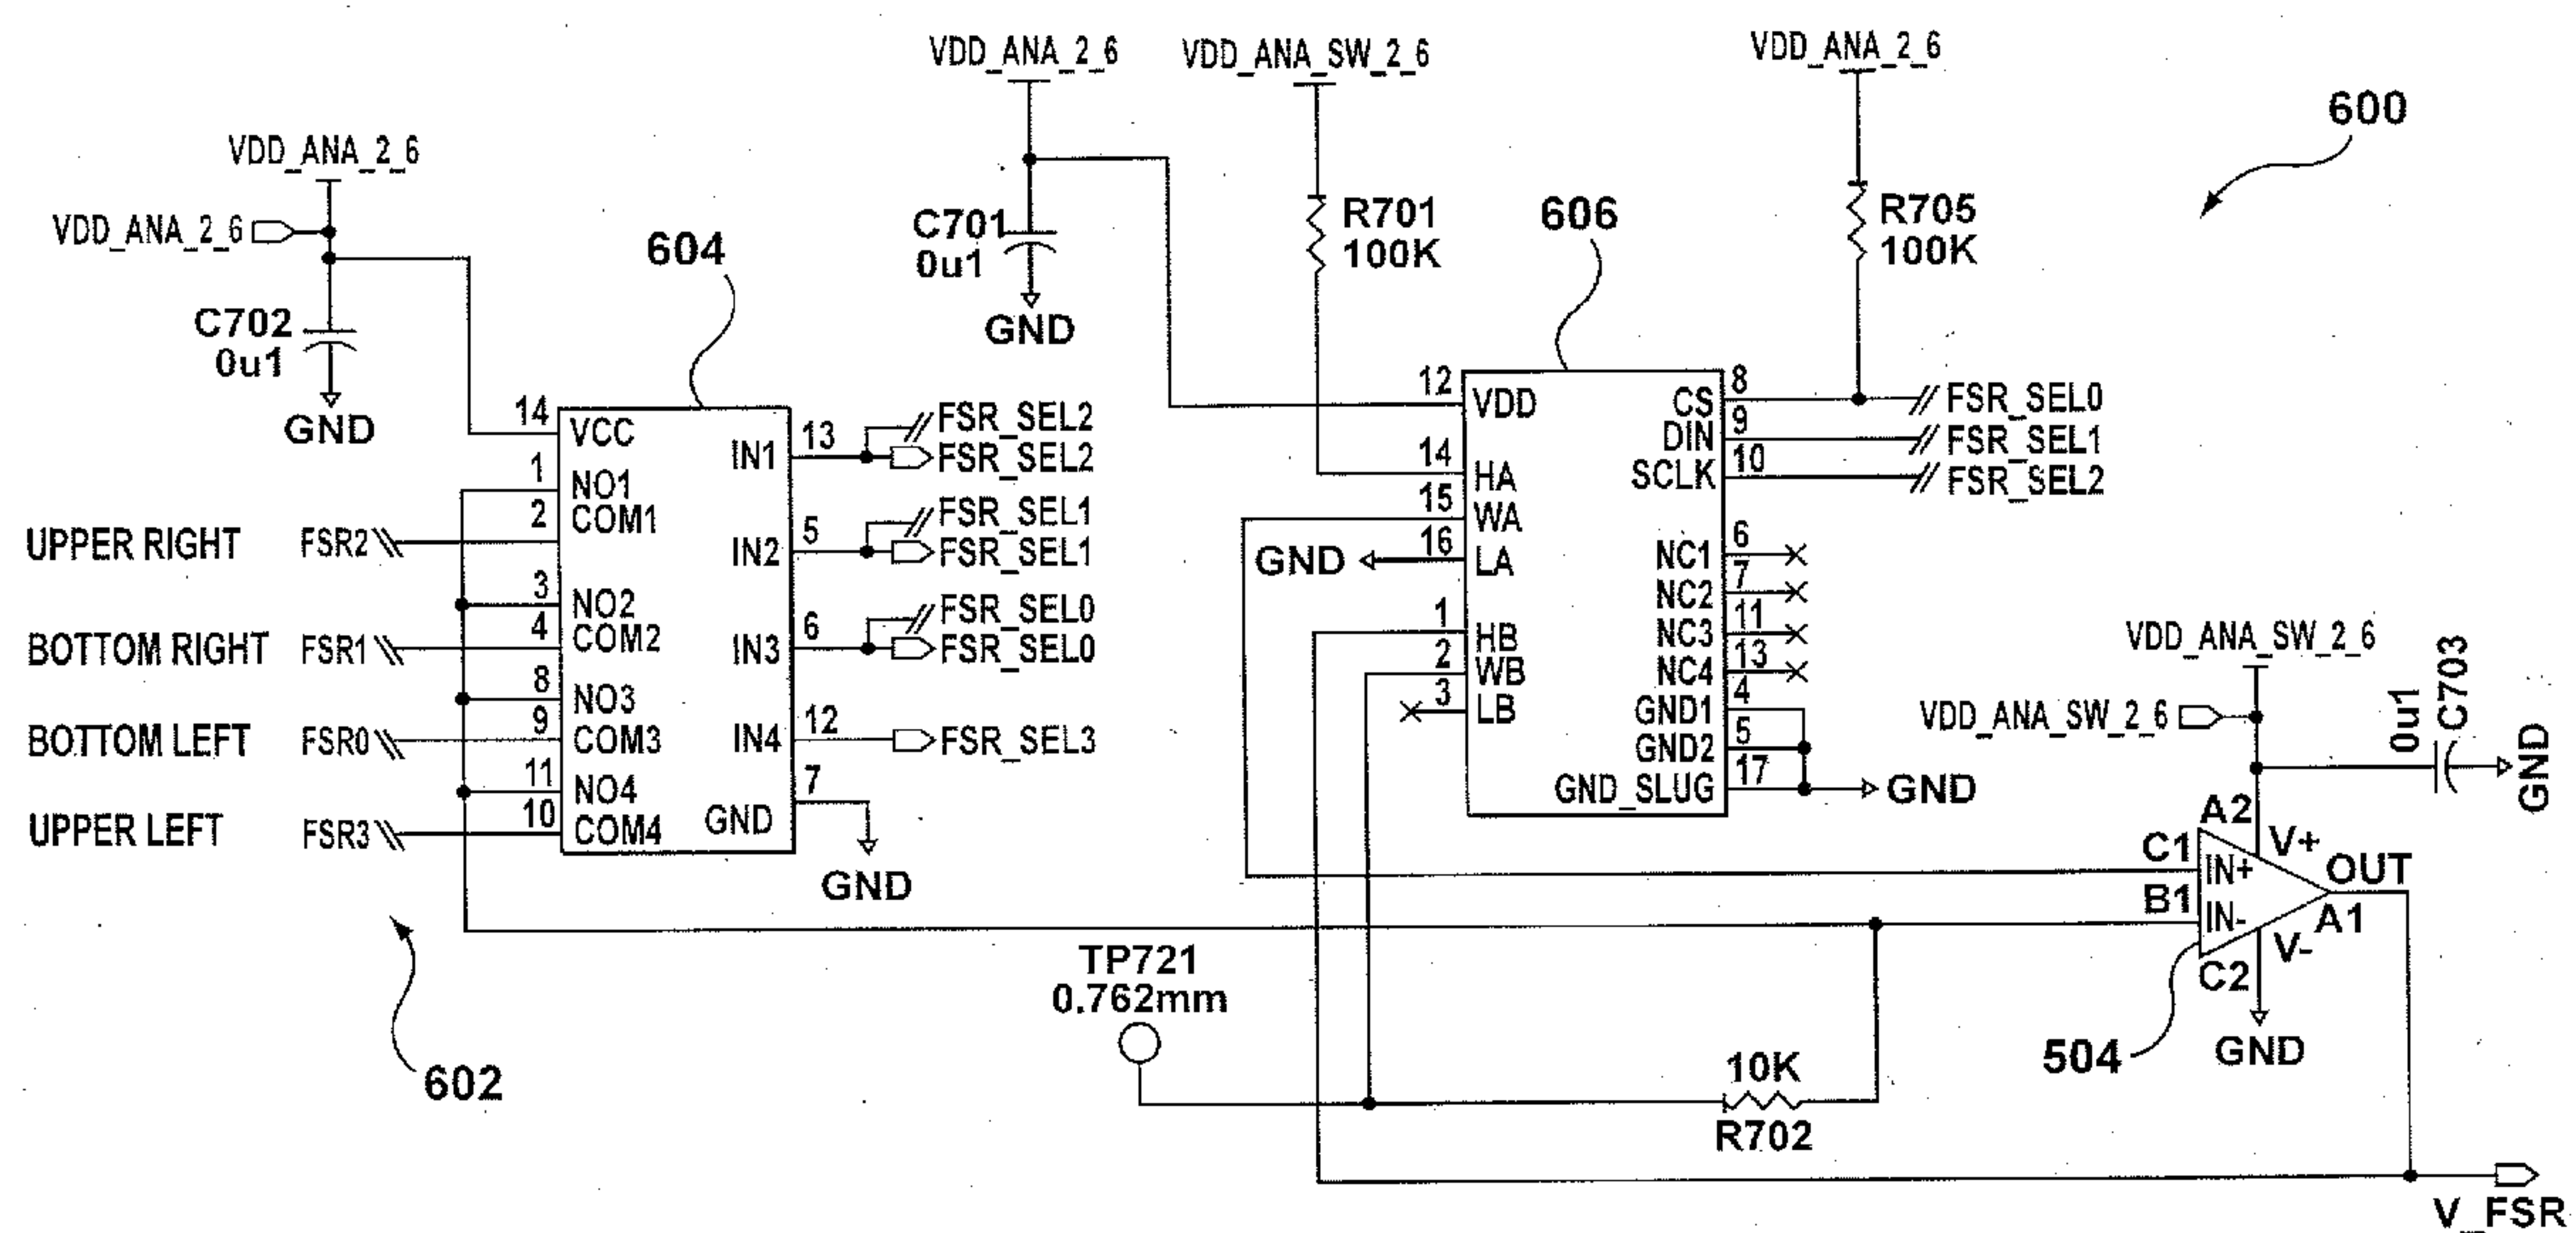 VDD_ANA_2_6
VDD_ANA_SW_2_6
VDD_ANA_2_6
600
VDD_ANA_2_6
VDD_ANA_2_6
604
C701
0u1
GND
R701
100K
606
R705
100K
C702
0u1
GND
14 VCC
1 NO1
2 COM1
3 NO2
4 COM2
8 NO3
9 COM3
11 NO4
10 COM4
IN1 13
IN2 5
IN3 6
IN4 12
GND 7
GND
FSR_SEL2
FSR_SEL2
FSR_SEL1
FSR_SEL1
FSR_SEL0
FSR_SEL0
FSR_SEL3
UPPER RIGHT FSR2
BOTTOM RIGHT FSR1
BOTTOM LEFT FSR0
UPPER LEFT FSR3
602
12 VDD
14 HA
15 WA
16 LA
GND
1 HB
2 WB
3 LB
CS 8 FSR_SEL0
DIN 9 FSR_SEL1
SCLK 10 FSR_SEL2
NC1 6
NC2 7
NC3 11
NC4 13
GND1 4
GND2 5
GND_SLUG 17
GND
VDD_ANA_SW_2_6
VDD_ANA_SW_2_6
0u1
C703
GND
A2
V+
C1 IN+
B1 IN-
OUT
A1
V-
C2
GND
504
TP721
0.762mm
10K
R702
V_FSR